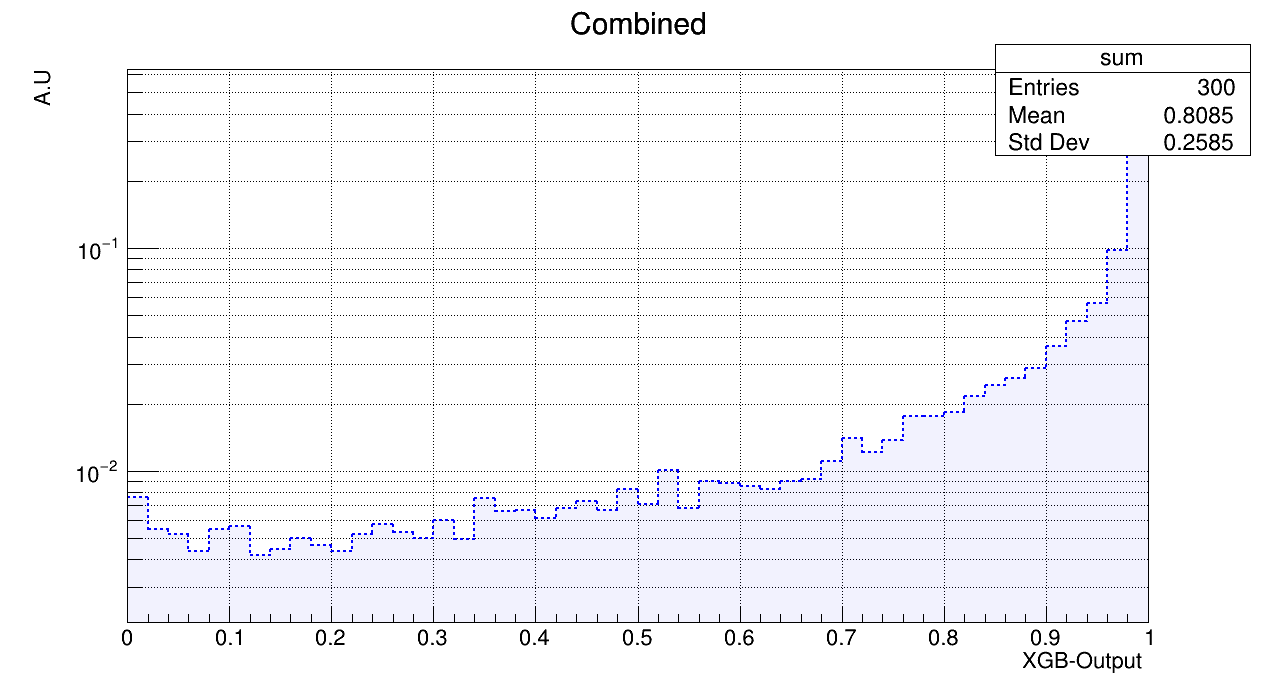 Combined
A.U
sum
Entries 300
Mean 0.8085
Std Dev 0.2585
10⁻¹
10⁻²
0 0.1 0.2 0.3 0.4 0.5 0.6 0.7 0.8 0.9 1
XGB-Output